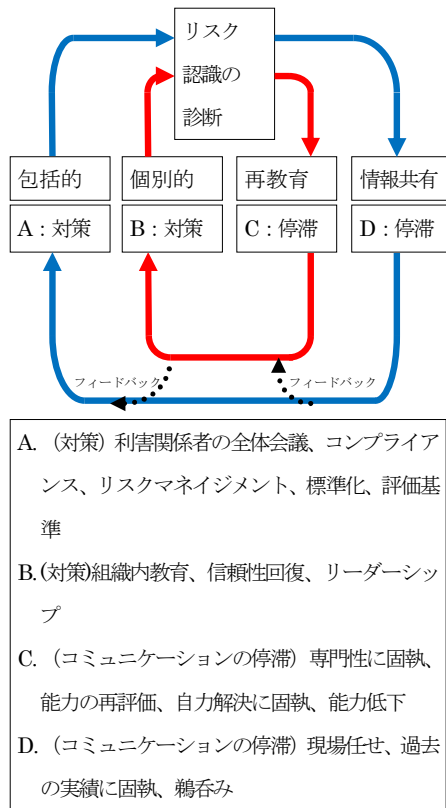 リスク
認識の
診断
包括的
個別的
再教育
情報共有
A：対策
B：対策
C：停滞
D：停滞
フィードバック
フィードバック
A. （対策）利害関係者の全体会議、コンプライア
ンス、リスクマネイジメント、標準化、評価基
準
B. (対策)組織内教育、信頼性回復、リーダーシッ
プ
C. （コミュニケーションの停滞）専門性に固執、
能力の再評価、自力解決に固執、能力低下
D. （コミュニケーションの停滞）現場任せ、過去
の実績に固執、鵜呑み